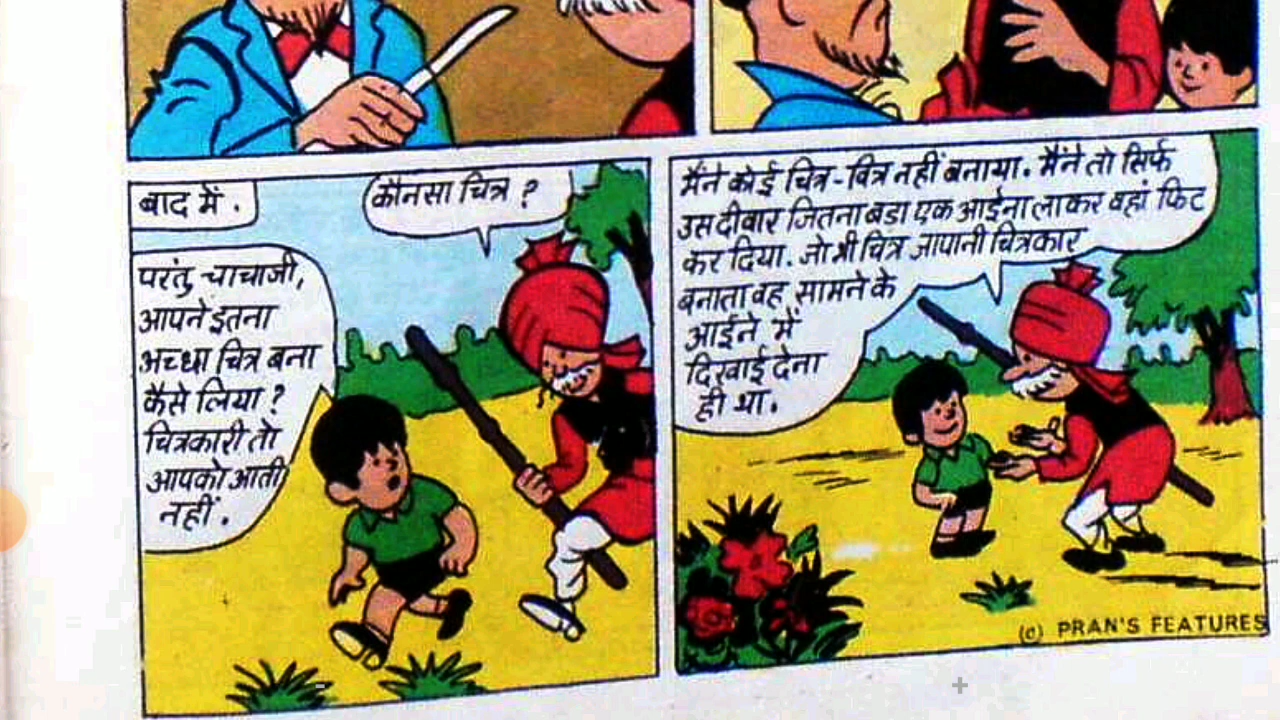 बाद में.
कौनसा चित्र?
परंतु चाचाजी,
आपने इतना
अच्छा चित्र बना
कैसे लिया?
चित्रकारी तो
आपको आती
नहीं.
मैंने कोई चित्र-वित्र नहीं बनाया. मैंने तो सिर्फ
उस दीवार जितना बडा एक आईना लाकर वहां फिट
कर दिया. जो भी चित्र जापानी चित्रकार
बनाता वह सामने के
आईने में
दिखाई देना
ही था.
(c) PRAN'S FEATURES